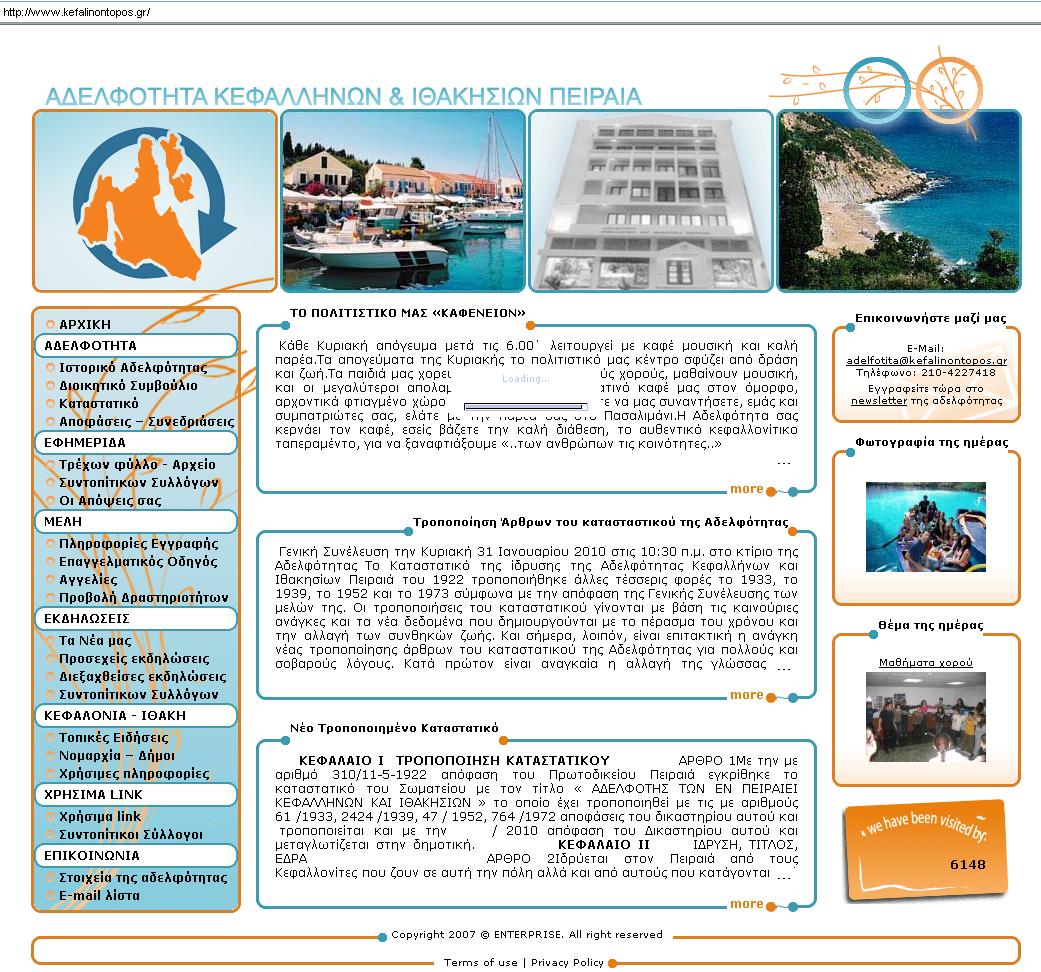 http://www.kefalinontopos.gr/
ΑΔΕΛΦΟΤΗΤΑ ΚΕΦΑΛΛΗΝΩΝ & ΙΘΑΚΗΣΙΩΝ ΠΕΙΡΑΙΑ
ΑΡΧΙΚΗ
ΑΔΕΛΦΟΤΗΤΑ
Ιστορικό Αδελφότητας
Διοικητικό Συμβούλιο
Καταστατικό
Αποφάσεις – Συνεδριάσεις
ΕΦΗΜΕΡΙΔΑ
Τρέχων φύλλο - Αρχείο
Συντοπίτικων Συλλόγων
Οι Απόψεις σας
ΜΕΛΗ
Πληροφορίες Εγγραφής
Επαγγελματικός Οδηγός
Αγγελίες
Προβολή Δραστηριοτήτων
ΕΚΔΗΛΩΣΕΙΣ
Τα Νέα μας
Προσεχείς εκδηλώσεις
Διεξαχθείσες εκδηλώσεις
Συντοπίτικων Συλλόγων
ΚΕΦΑΛΟΝΙΑ - ΙΘΑΚΗ
Τοπικές Ειδήσεις
Νομαρχία – Δήμοι
Χρήσιμες πληροφορίες
ΧΡΗΣΙΜΑ LINK
Χρήσιμα link
Συντοπίτικοι Σύλλογοι
ΕΠΙΚΟΙΝΩΝΙΑ
Στοιχεία της αδελφότητας
E-mail λίστα
ΤΟ ΠΟΛΙΤΙΣΤΙΚΟ ΜΑΣ «ΚΑΦΕΝΕΙΟΝ»
Κάθε Κυριακή απόγευμα μετά τις 6.00΄ λειτουργεί με καφέ μουσική και καλή
παρέα.Τα απογεύματα της Κυριακής το πολιτιστικό μας κέντρο σφύζει από δράση
και ζωή.Τα παιδιά μας χορεύ ούς χορούς, μαθαίνουν μουσική,
και οι μεγαλύτεροι απολαμ ατινό καφέ μας στον όμορφο,
αρχοντικά φτιαγμένο χώρο τε να μας συναντήσετε, εμάς και
συμπατριώτες σας, ελάτε με την παρέα σας στο Πασαλιμάνι.Η Αδελφότητα σας
κερνάει τον καφέ, εσείς βάζετε την καλή διάθεση, το αυθεντικό κεφαλλονίτικο
ταπεραμέντο, για να ξαναφτιάξουμε «..των ανθρώπων τις κοινότητες..»
...
Loading...
more
Τροποποίηση Άρθρων του καταστατικού της Αδελφότητας
Γενική Συνέλευση την Κυριακή 31 Ιανουαρίου 2010 στις 10:30 π.μ. στο κτίριο της
Αδελφότητας Το Καταστατικό της ίδρυσης της Αδελφότητας Κεφαλλήνων και
Ιθακησίων Πειραιά του 1922 τροποποιήθηκε άλλες τέσσερις φορές το 1933, το
1939, το 1952 και το 1973 σύμφωνα με την απόφαση της Γενικής Συνέλευσης των
μελών της. Οι τροποποιήσεις του καταστατικού γίνονται με βάση τις καινούριες
ανάγκες και τα νέα δεδομένα που δημιουργούνται με το πέρασμα του χρόνου και
την αλλαγή των συνθηκών ζωής. Και σήμερα, λοιπόν, είναι επιτακτική η ανάγκη
νέας τροποποίησης άρθρων του καταστατικού της Αδελφότητας για πολλούς και
σοβαρούς λόγους. Κατά πρώτον είναι αναγκαία η αλλαγή της γλώσσας ...
more
Νέο Τροποποιημένο Καταστατικό
ΚΕΦΑΛΑΙΟ Ι ΤΡΟΠΟΠΟΙΗΣΗ ΚΑΤΑΣΤΑΤΙΚΟΥ ΑΡΘΡΟ 1Με την με
αριθμό 310/11-5-1922 απόφαση του Πρωτοδικείου Πειραιά εγκρίθηκε το
καταστατικό του Σωματείου με τον τίτλο « ΑΔΕΛΦΟΤΗΣ ΤΩΝ ΕΝ ΠΕΙΡΑΙΕΙ
ΚΕΦΑΛΛΗΝΩΝ ΚΑΙ ΙΘΑΚΗΣΙΩΝ » το οποίο έχει τροποποιηθεί με τις με αριθμούς
61 /1933, 2424 /1939, 47 / 1952, 764 /1972 αποφάσεις του δικαστηρίου αυτού και
τροποποιείται και με την / 2010 απόφαση του Δικαστηρίου αυτού και
μεταγλωτίζεται στην δημοτική. ΚΕΦΑΛΑΙΟ ΙΙ ΙΔΡΥΣΗ, ΤΙΤΛΟΣ,
ΕΔΡΑ ΑΡΘΡΟ 2Ιδρύεται στον Πειραιά από τους
Κεφαλλονίτες που ζουν σε αυτή την πόλη αλλά και από αυτούς που κατάγονται ...
more
Επικοινωνήστε μαζί μας
E-Mail:
adelfotita@kefalinontopos.gr
Τηλέφωνο: 210-4227418
Εγγραφείτε τώρα στο
newsletter της αδελφότητας
Φωτογραφία της ημέρας
Θέμα της ημέρας
Μαθήματα χορού
we have been visited by:
6148
Copyright 2007 © ENTERPRISE. All right reserved
Terms of use | Privacy Policy